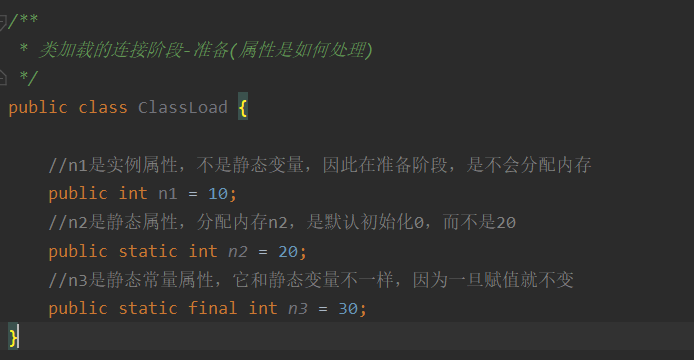 /**
 * 类加载的连接阶段-准备(属性是如何处理)
 */
public class ClassLoad {
//n1是实例属性，不是静态变量，因此在准备阶段，是不会分配内存
public int n1 = 10;
//n2是静态属性，分配内存n2，是默认初始化0，而不是20
public static int n2 = 20;
//n3是静态常量属性，它和静态变量不一样，因为一旦赋值就不变
public static final int n3 = 30;
}